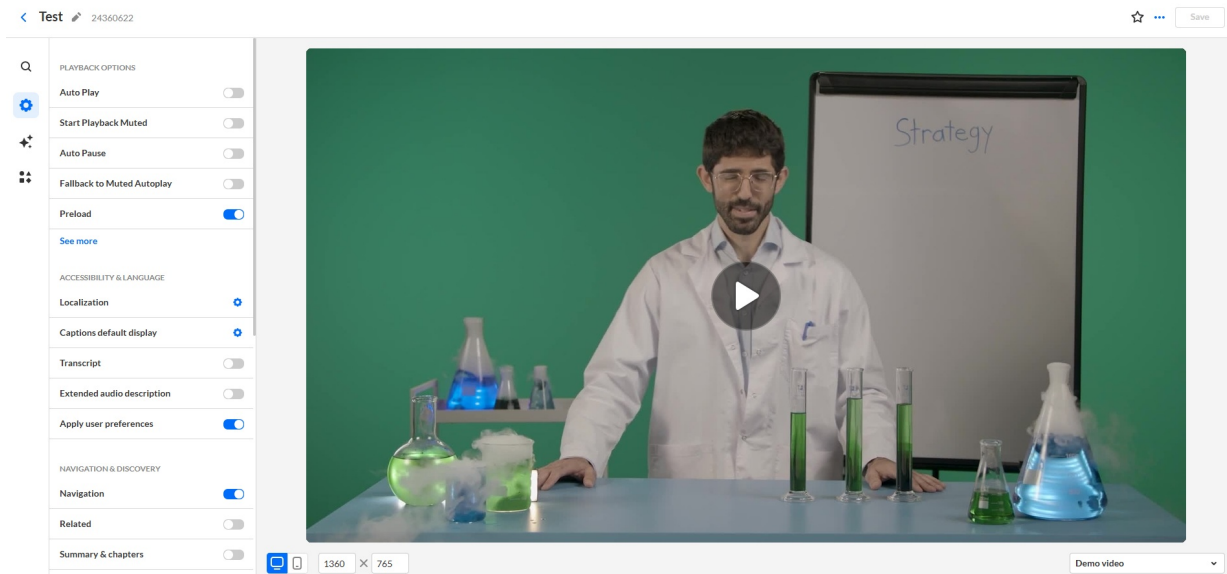 Test
24360622
Save
PLAYBACK OPTIONS
Auto Play
Start Playback Muted
Auto Pause
Fallback to Muted Autoplay
Preload
See more
ACCESSIBILITY & LANGUAGE
Localization
Captions default display
Transcript
Extended audio description
Apply user preferences
NAVIGATION & DISCOVERY
Navigation
Related
Summary & chapters
Strategy
1360 × 765
Demo video